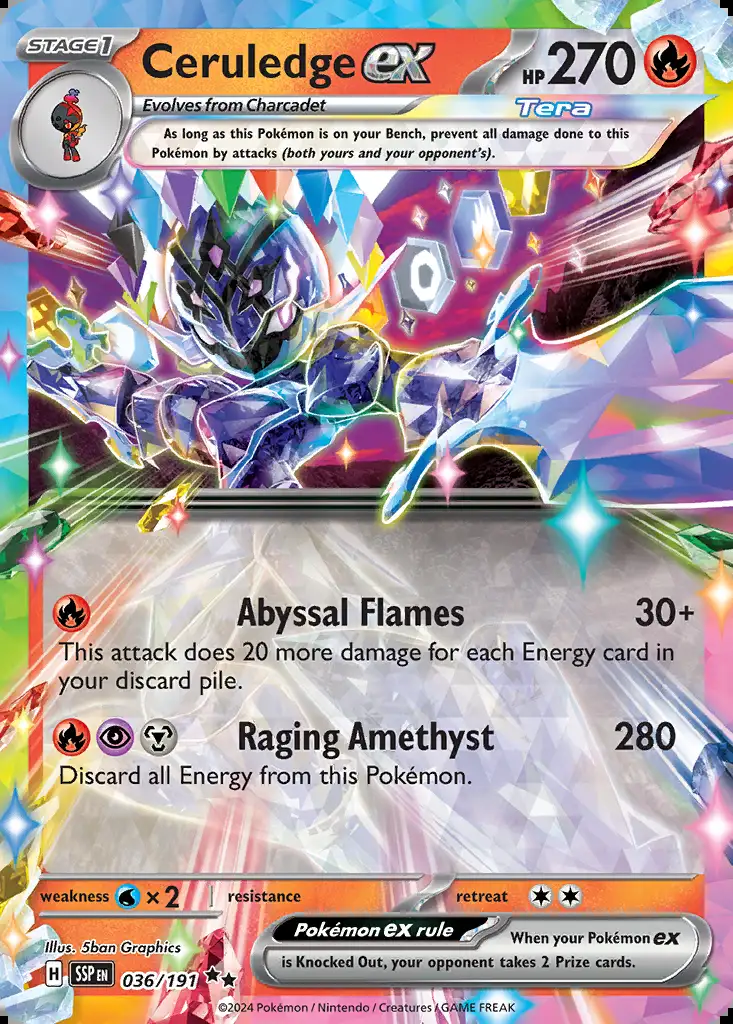 STAGE1
Ceruledge ex
HP 270
Evolves from Charcadet
Tera
As long as this Pokémon is on your Bench, prevent all damage done to this
Pokémon by attacks (both yours and your opponent's).
Abyssal Flames 30+
This attack does 20 more damage for each Energy card in
your discard pile.
Raging Amethyst 280
Discard all Energy from this Pokémon.
weakness ×2 resistance retreat
Illus. 5ban Graphics
Pokémon ex rule
When your Pokémon ex
is Knocked Out, your opponent takes 2 Prize cards.
H SSP EN 036/191
©2024 Pokémon / Nintendo / Creatures / GAME FREAK